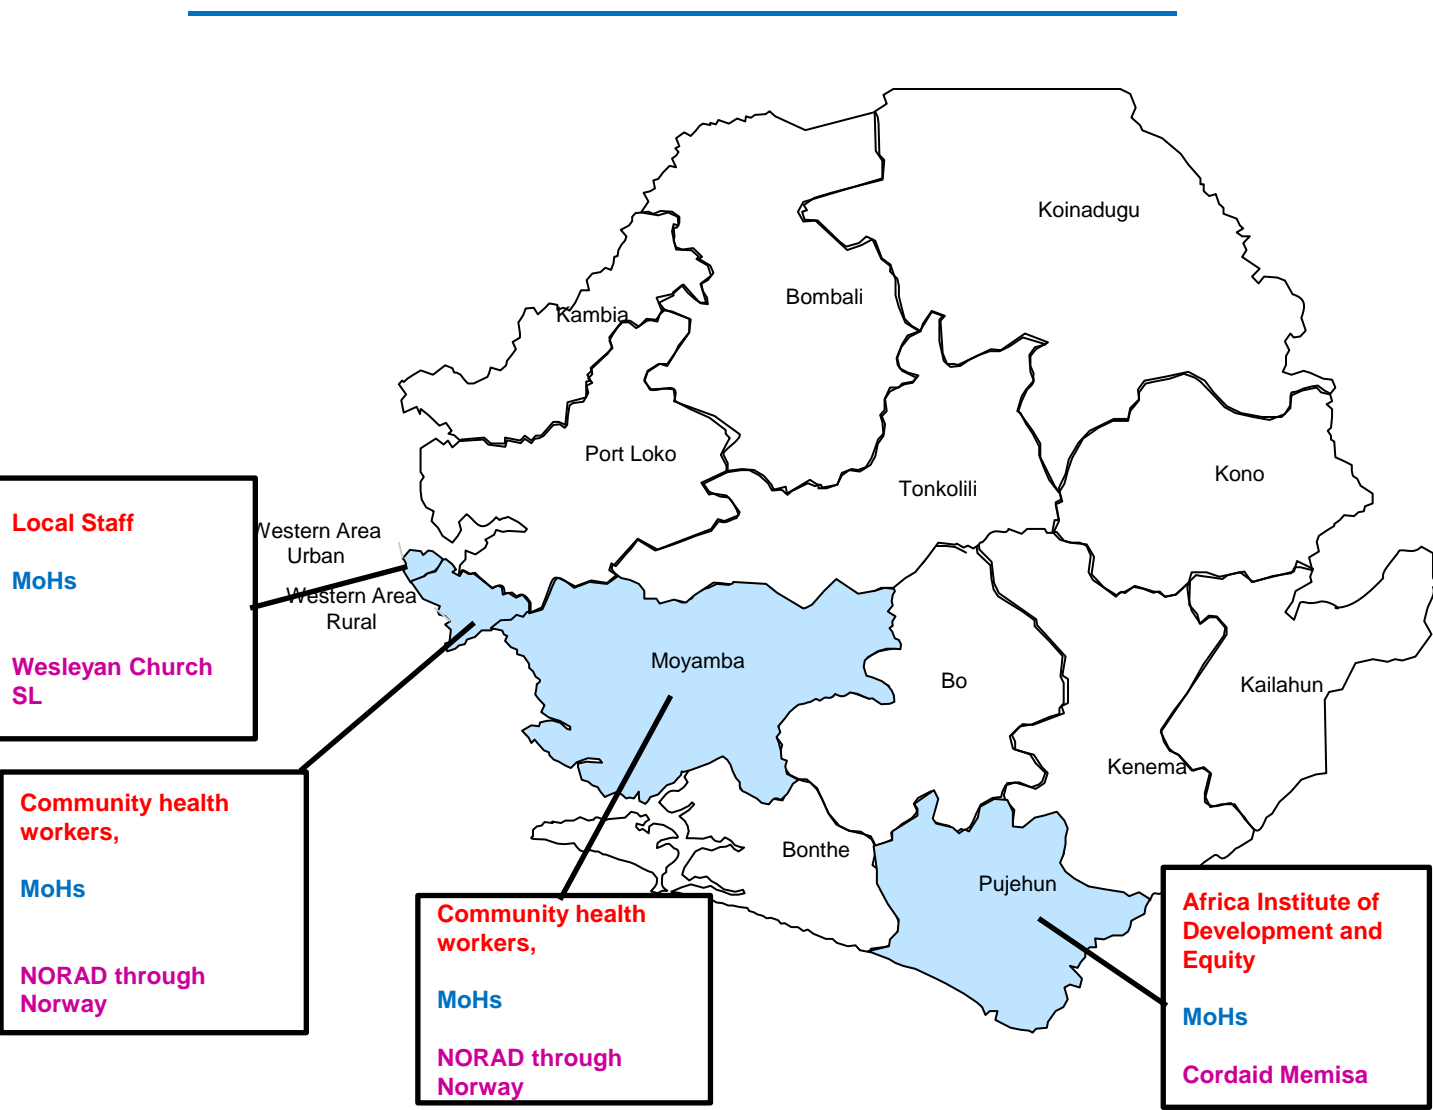 Koinadugu
Bombali
Kambia
Port Loko
Kono
Tonkolili
Western Area
Urban
Western Area
Rural
Moyamba
Bo
Kailahun
Kenema
Bonthe
Pujehun
Local Staff
MoHs
Wesleyan Church
SL
Community health
workers,
MoHs
NORAD through
Norway
Community health
workers,
MoHs
NORAD through
Norway
Africa Institute of
Development and
Equity
MoHs
Cordaid Memisa